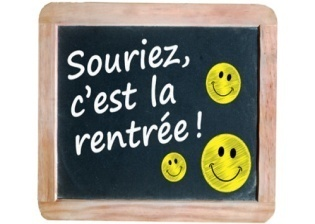 Souriez,
c'est la
rentrée !